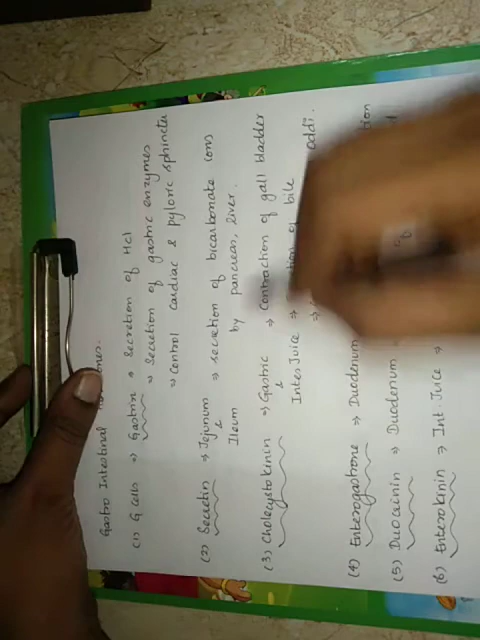 Gastro Intestinal
(1) G cells ⇒ Gastrin ⇒ Secretion of Hcl
⇒ Secretion of gastric enzymes
⇒ control cardiac & pyloric sphincter
(2) Secretin ⇒ Jejunum & Ileum ⇒ secretion of bicarbonate ions
by pancreas, liver.
(3) Cholecystokinin ⇒ Gastric & Inter Juice ⇒ Contraction of gall bladder
of bile
⇒ oddi.
(4) Enterogastrone ⇒ Duodenum
(5) Duocrinin ⇒ Duodenum of
(6) Enterokinin ⇒ Int. Juice ⇒